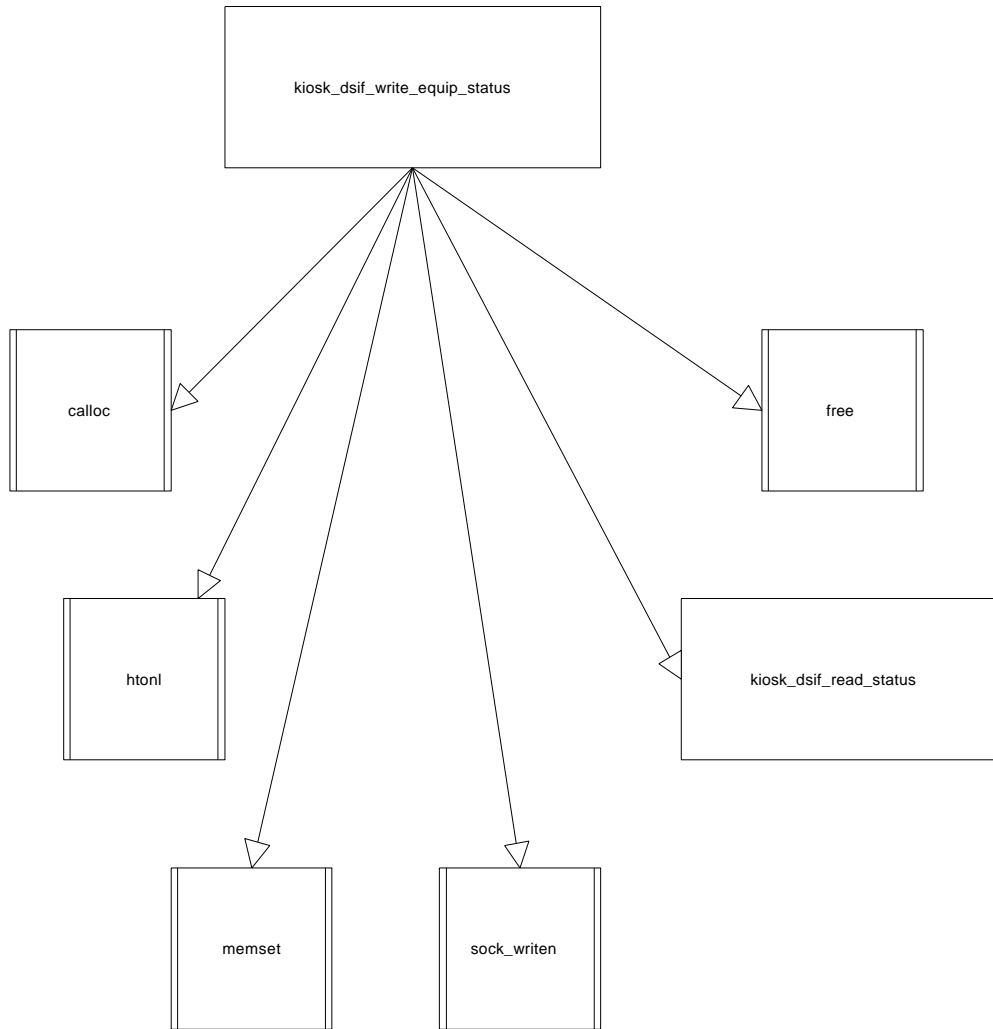 kiosk_dsif_write_equip_status
calloc
free
htonl
kiosk_dsif_read_status
memset
sock_writen